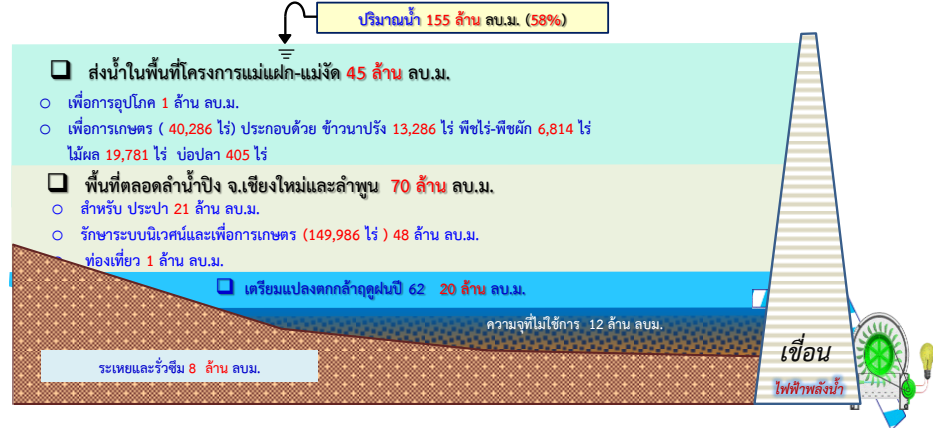 ปริมาณน้ำ 155 ล้าน ลบ.ม. (58%)
❑ ส่งน้ำในพื้นที่โครงการแม่แฝก-แม่งัด 45 ล้าน ลบ.ม.
○ เพื่อการอุปโภค 1 ล้าน ลบ.ม.
○ เพื่อการเกษตร ( 40,286 ไร่) ประกอบด้วย ข้าวนาปรัง 13,286 ไร่ พืชไร่-พืชผัก 6,814 ไร่
ไม้ผล 19,781 ไร่ บ่อปลา 405 ไร่
❑ พื้นที่ตลอดลำน้ำปิง จ.เชียงใหม่และลำพูน 70 ล้าน ลบ.ม.
○ สำหรับ ประปา 21 ล้าน ลบ.ม.
○ รักษาระบบนิเวศน์และเพื่อการเกษตร (149,986 ไร่ ) 48 ล้าน ลบ.ม.
ท่องเที่ยว 1 ล้าน ลบ.ม.
❑ เตรียมแปลงตกกล้าฤดูฝนปี 62 20 ล้าน ลบ.ม.
ความจุที่ไม่ใช้การ 12 ล้าน ลบม.
ระเหยและรั่วซึม 8 ล้าน ลบม.
เขื่อน
ไฟฟ้าพลังน้ำ